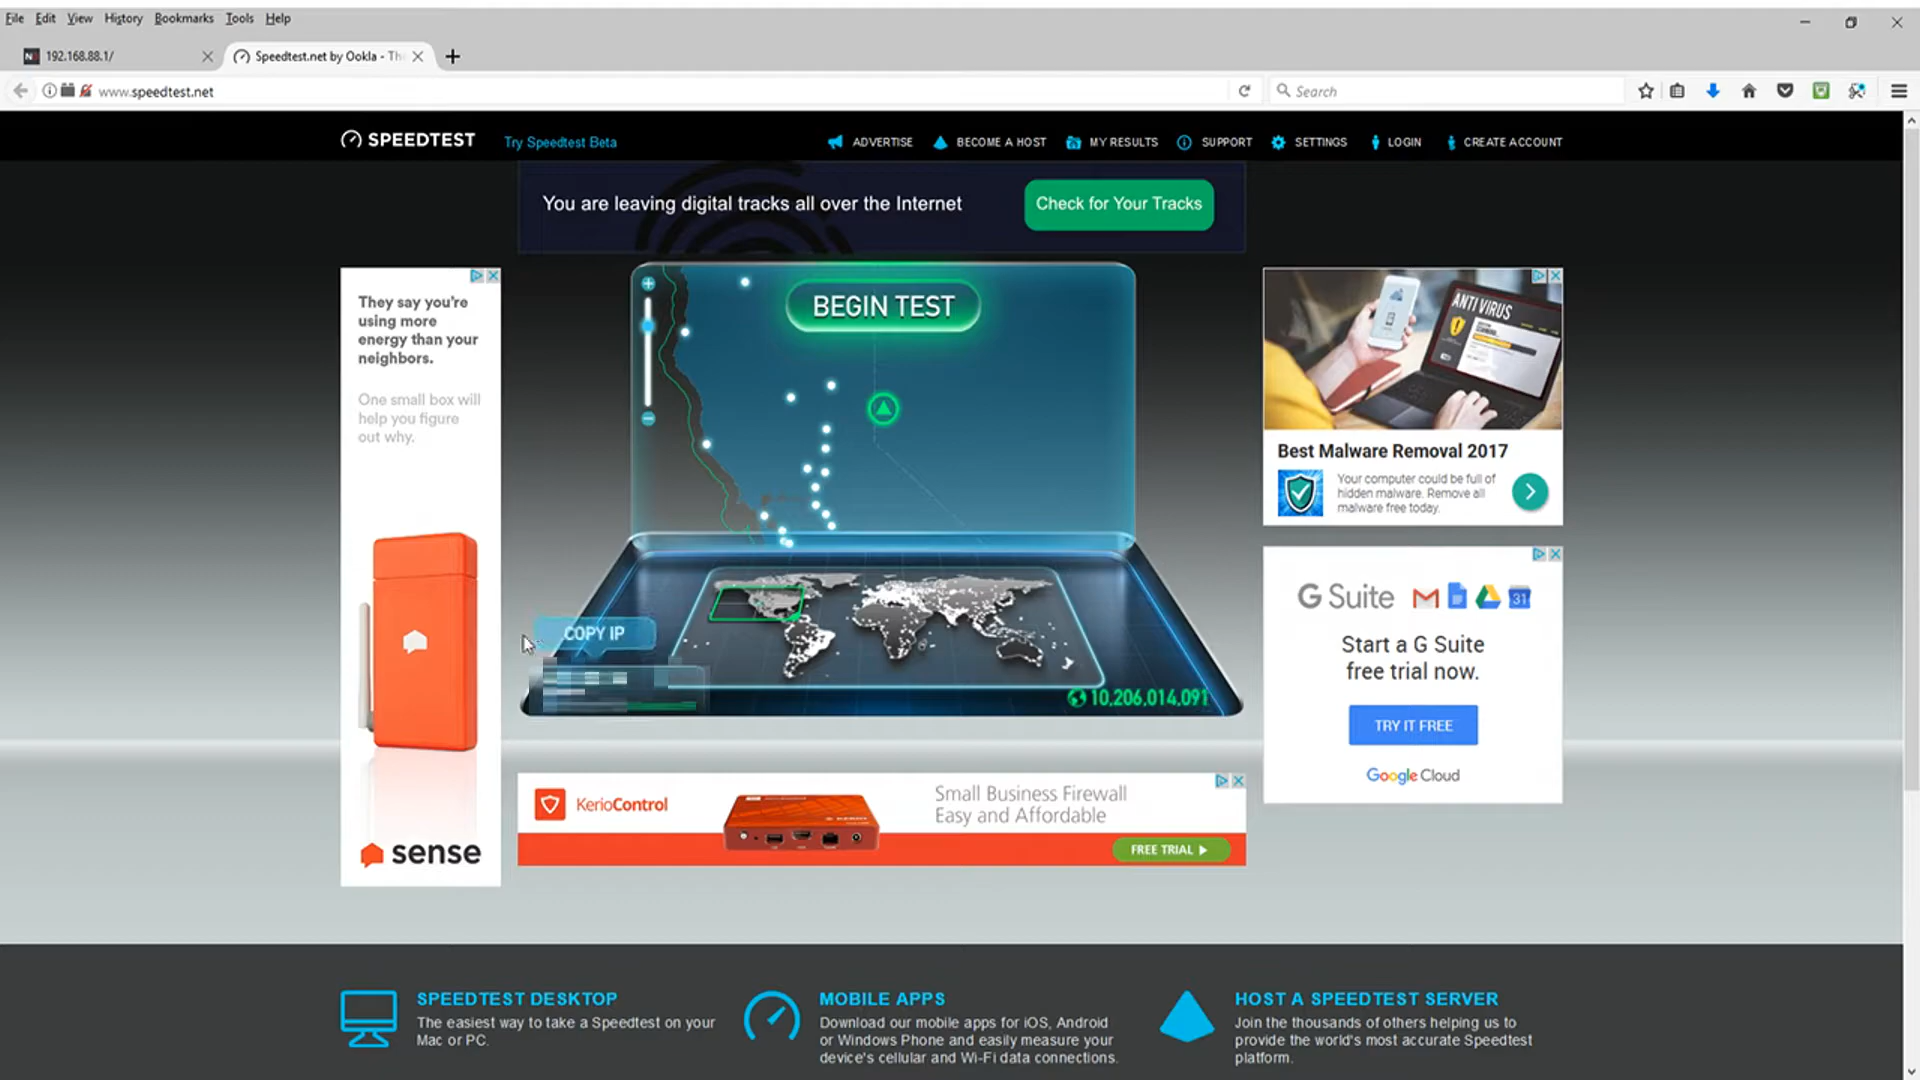 File Edit View History Bookmarks Tools Help
192.168.88.1/
Speedtest.net by Ookla - Th
www.speedtest.net
Search
SPEEDTEST
Try Speedtest Beta
ADVERTISE
BECOME A HOST
MY RESULTS
SUPPORT
SETTINGS
LOGIN
CREATE ACCOUNT
You are leaving digital tracks all over the Internet
Check for Your Tracks
They say you're
using more
energy than your
neighbors.
One small box will
help you figure
out why.
sense
BEGIN TEST
COPY IP
10,206,014,091
ANTI VIRUS
Best Malware Removal 2017
Your computer could be full of
hidden malware. Remove all
malware free today.
G Suite
31
Start a G Suite
free trial now.
TRY IT FREE
Google Cloud
KerioControl
Small Business Firewall
Easy and Affordable
FREE TRIAL
SPEEDTEST DESKTOP
The easiest way to take a Speedtest on your
Mac or PC.
MOBILE APPS
Download our mobile apps for iOS, Android
or Windows Phone and easily measure your
device's cellular and Wi-Fi data connections.
HOST A SPEEDTEST SERVER
Join the thousands of others helping us to
provide the world's most accurate Speedtest
platform.